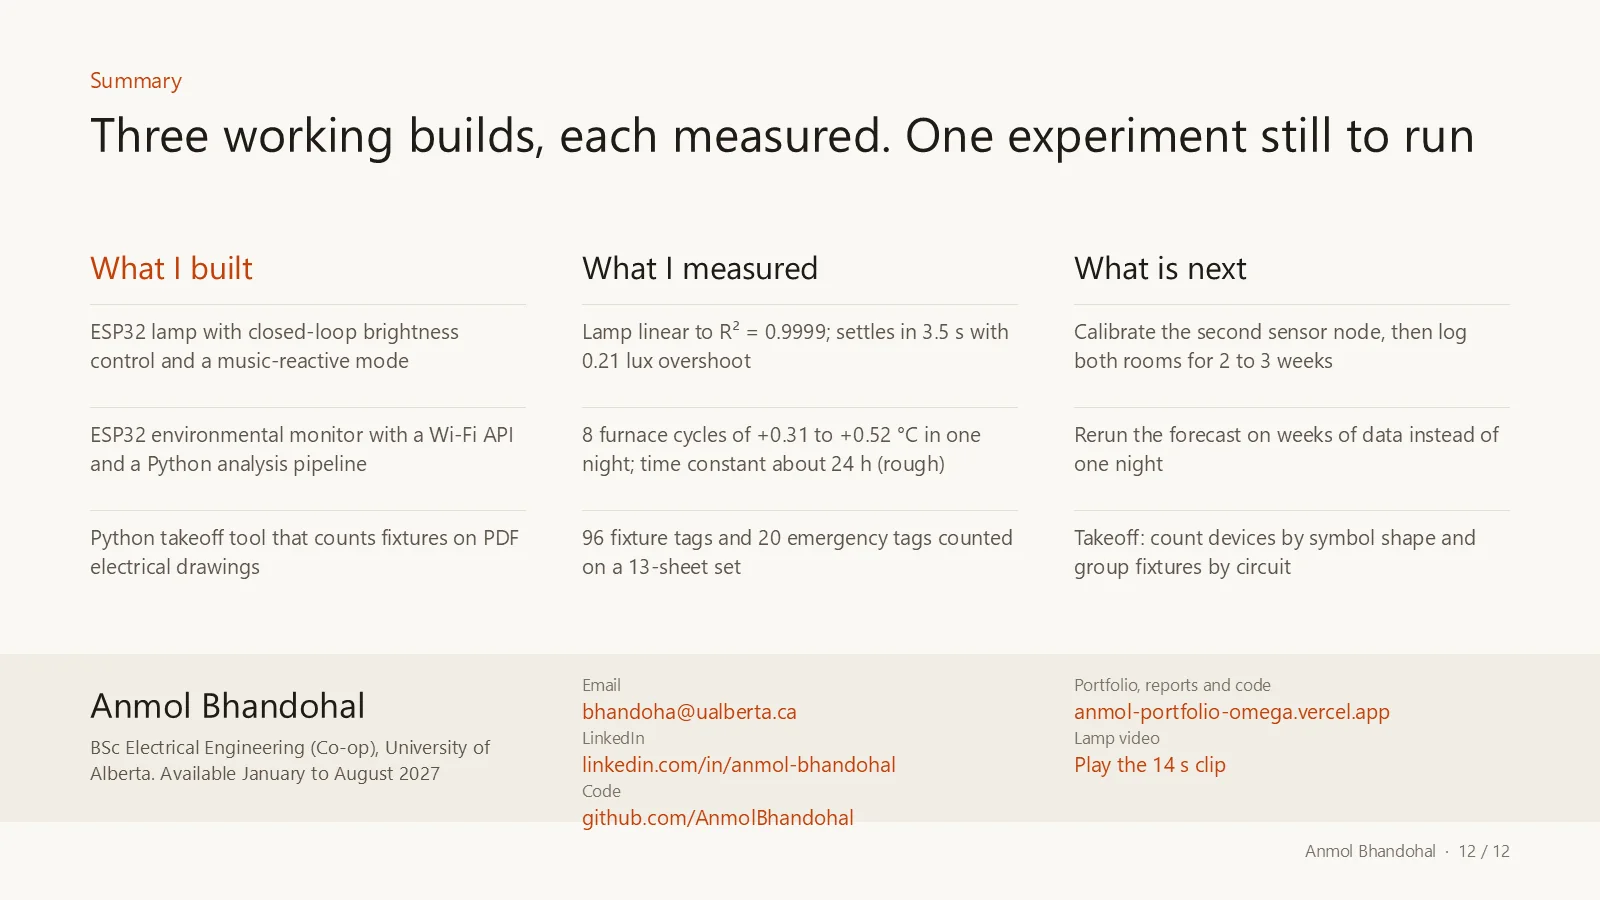 Summary
Three working builds, each measured. One experiment still to run
What I built
ESP32 lamp with closed-loop brightness
control and a music-reactive mode
ESP32 environmental monitor with a Wi-Fi API
and a Python analysis pipeline
Python takeoff tool that counts fixtures on PDF
electrical drawings
What I measured
Lamp linear to R² = 0.9999; settles in 3.5 s with
0.21 lux overshoot
8 furnace cycles of +0.31 to +0.52 °C in one
night; time constant about 24 h (rough)
96 fixture tags and 20 emergency tags counted
on a 13-sheet set
What is next
Calibrate the second sensor node, then log
both rooms for 2 to 3 weeks
Rerun the forecast on weeks of data instead of
one night
Takeoff: count devices by symbol shape and
group fixtures by circuit
Anmol Bhandohal
BSc Electrical Engineering (Co-op), University of
Alberta. Available January to August 2027
Email
bhandoha@ualberta.ca
LinkedIn
linkedin.com/in/anmol-bhandohal
Code
github.com/AnmolBhandohal
Portfolio, reports and code
anmol-portfolio-omega.vercel.app
Lamp video
Play the 14 s clip
Anmol Bhandohal · 12 / 12